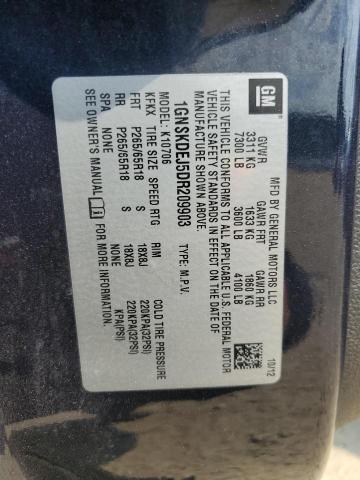 GM
MFD BY GENERAL MOTORS LLC
10/12
GVWR GAWR FRT GAWR RR
3311 KG 1633 KG 1860 KG
7300 LB 3600 LB 4100 LB
THIS VEHICLE CONFORMS TO ALL APPLICABLE U.S. FEDERAL MOTOR
VEHICLE SAFETY STANDARDS IN EFFECT ON THE DATE OF
MANUFACTURE SHOWN ABOVE.
1GNSKDEJ5DR209903 TYPE: M.P.V.
MODEL: K10706
KFKX TIRE SIZE SPEED RTG RIM COLD TIRE PRESSURE
FRT P265/65R18 S 18X8J 220KPA(32PSI)
RR P265/65R18 S 18X8J 220KPA(32PSI)
SPA NONE NONE KPA(PSI)
SEE OWNER'S MANUAL FOR ADDITIONAL INFORMATION.